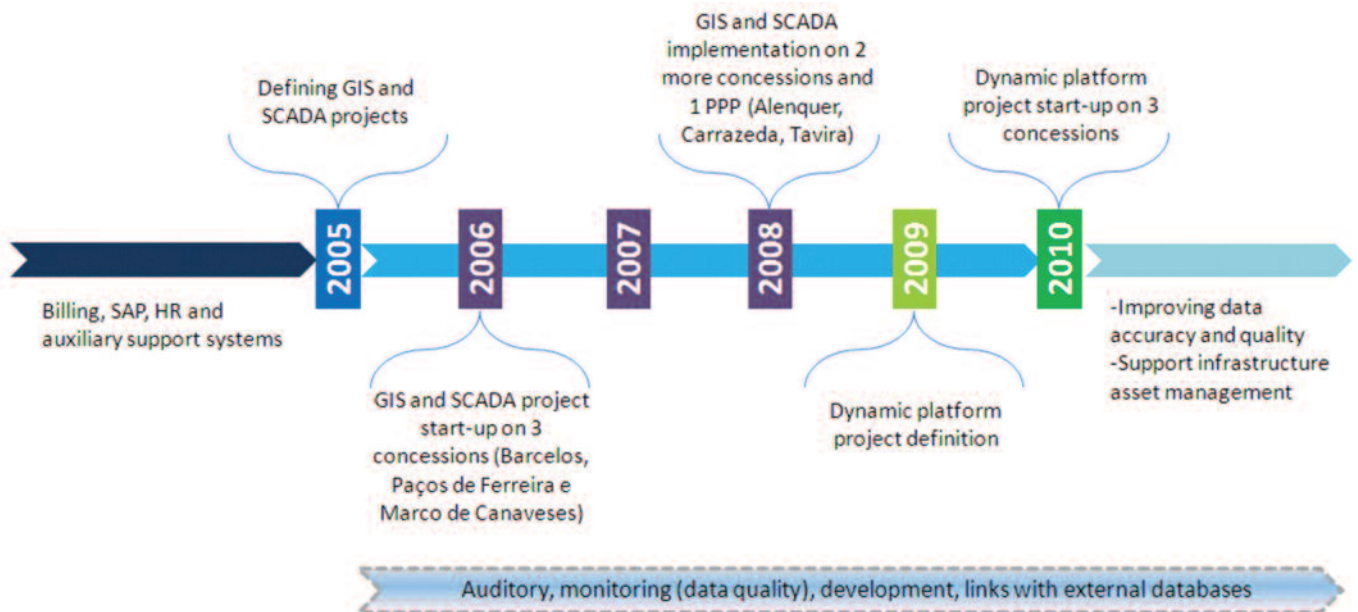 Defining GIS and
SCADA projects
GIS and SCADA
implementation on 2
more concessions and
1 PPP (Alenquer,
Carrazeda, Tavira)
Dynamic platform
project start-up on 3
concessions
2005
2006
2007
2008
2009
2010
Billing, SAP, HR and
auxiliary support systems
GIS and SCADA project
start-up on 3
concessions (Barcelos,
Paços de Ferreira e
Marco de Canaveses)
Dynamic platform
project definition
-Improving data
accuracy and quality
-Support infrastructure
asset management
Auditory, monitoring (data quality), development, links with external databases